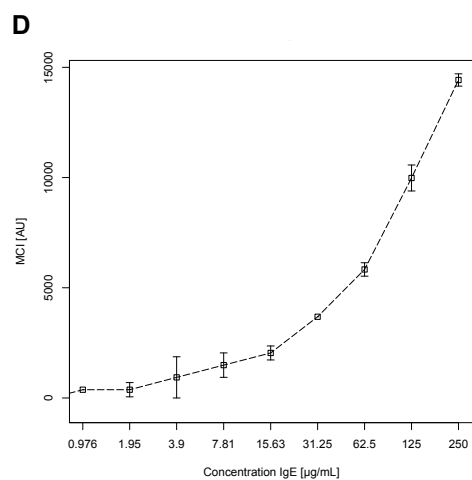 D
15000
10000
5000
0
MCI [AU]
0.976 1.95 3.9 7.81 15.63 31.25 62.5 125 250
Concentration IgE [µg/mL]